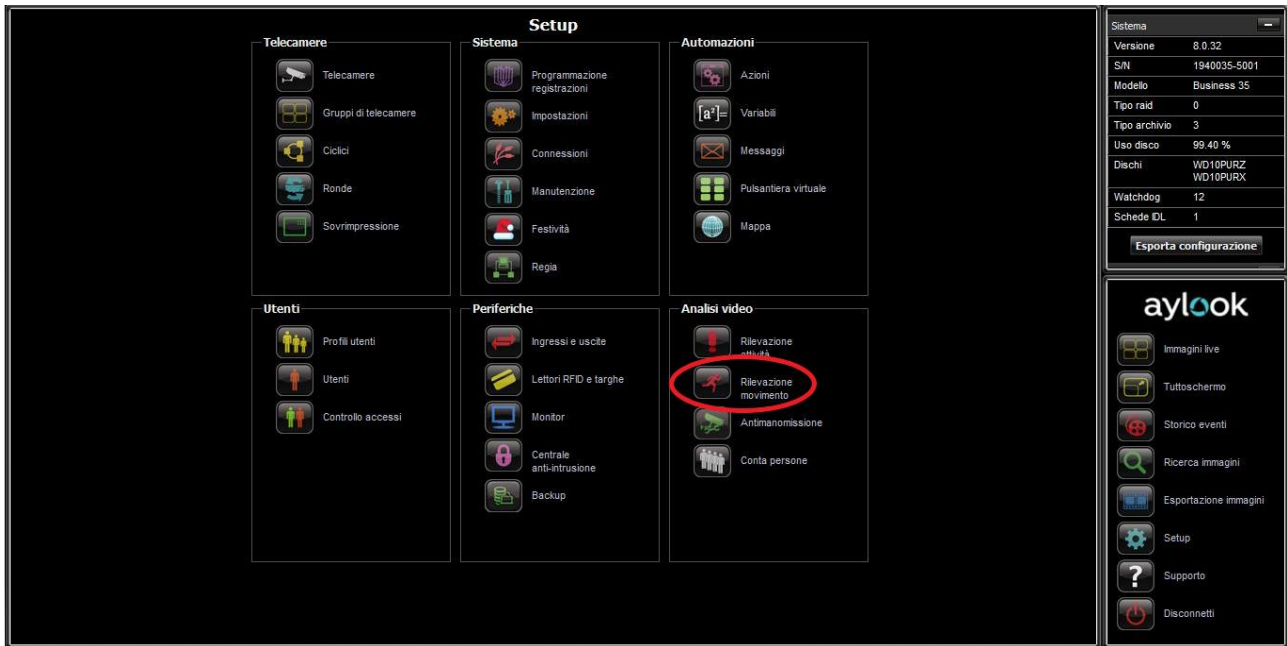 Setup
Telecamere
Telecamere
Gruppi di telecamere
Ciclici
Ronde
Sovrimpressione
Sistema
Programmazione
registrazioni
Impostazioni
Connessioni
Manutenzione
Festività
Regia
Automazioni
Azioni
[a²]=
Variabili
Messaggi
Pulsantiera virtuale
Mappa
Utenti
Profili utenti
Utenti
Controllo accessi
Periferiche
Ingressi e uscite
Lettori RFID e targhe
Monitor
Centrale
anti-intrusione
Backup
Analisi video
Rilevazione
attività
Rilevazione
movimento
Antimanomissione
Conta persone
Sistema
Versione 8.0.32
S/N 1940035-5001
Modello Business 35
Tipo raid 0
Tipo archivio 3
Uso disco 99.40 %
Dischi WD10PURZ
WD10PURX
Watchdog 12
Schede IDL 1
Esporta configurazione
aylook
Immagini live
Tuttoschermo
Storico eventi
Ricerca immagini
Esportazione immagini
Setup
?
Supporto
Disconnetti